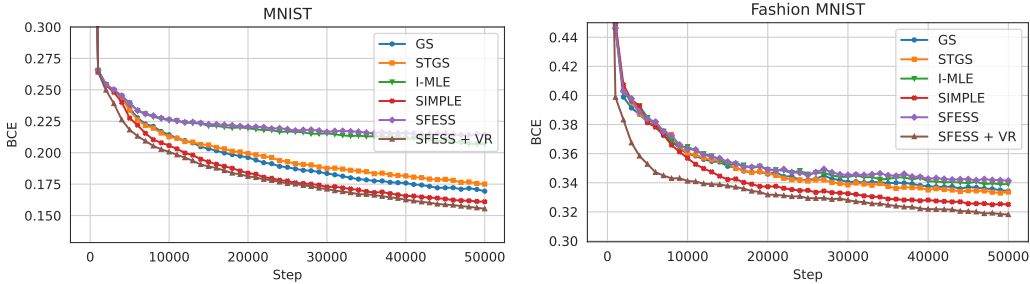 MNIST
0.300
0.275
0.250
0.225
0.200
0.175
0.150
BCE
0 10000 20000 30000 40000 50000
Step
GS
STGS
I-MLE
SIMPLE
SFESS
SFESS + VR
Fashion MNIST
0.44
0.42
0.40
0.38
0.36
0.34
0.32
0.30
BCE
0 10000 20000 30000 40000 50000
Step
GS
STGS
I-MLE
SIMPLE
SFESS
SFESS + VR